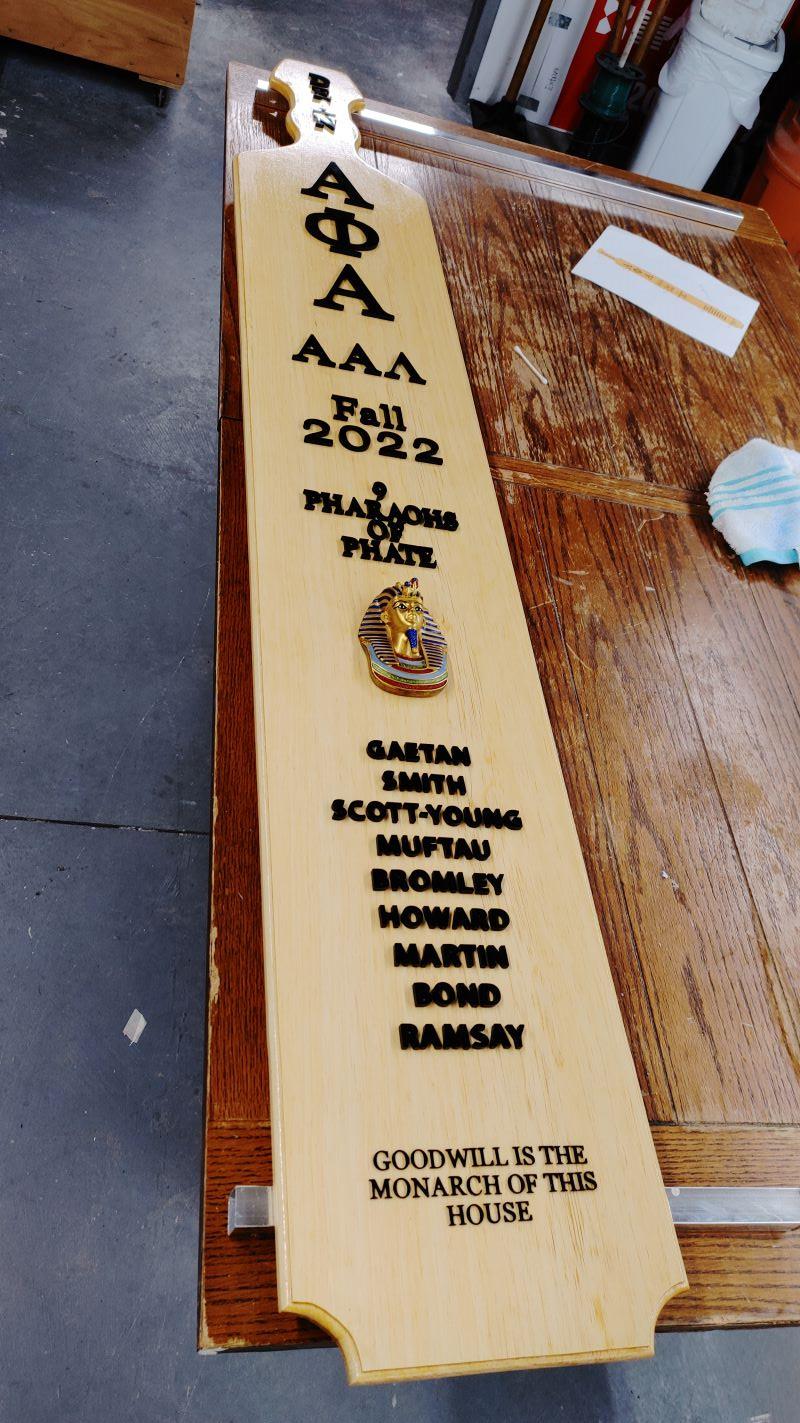 Α
Φ
Α
ΑΑΛ
Fall
2022
9
PHARAOHS
OF
PHATE
GAETAN
SMITH
SCOTT-YOUNG
MUFTAU
BROMLEY
HOWARD
MARTIN
BOND
RAMSAY
GOODWILL IS THE
MONARCH OF THIS
HOUSE